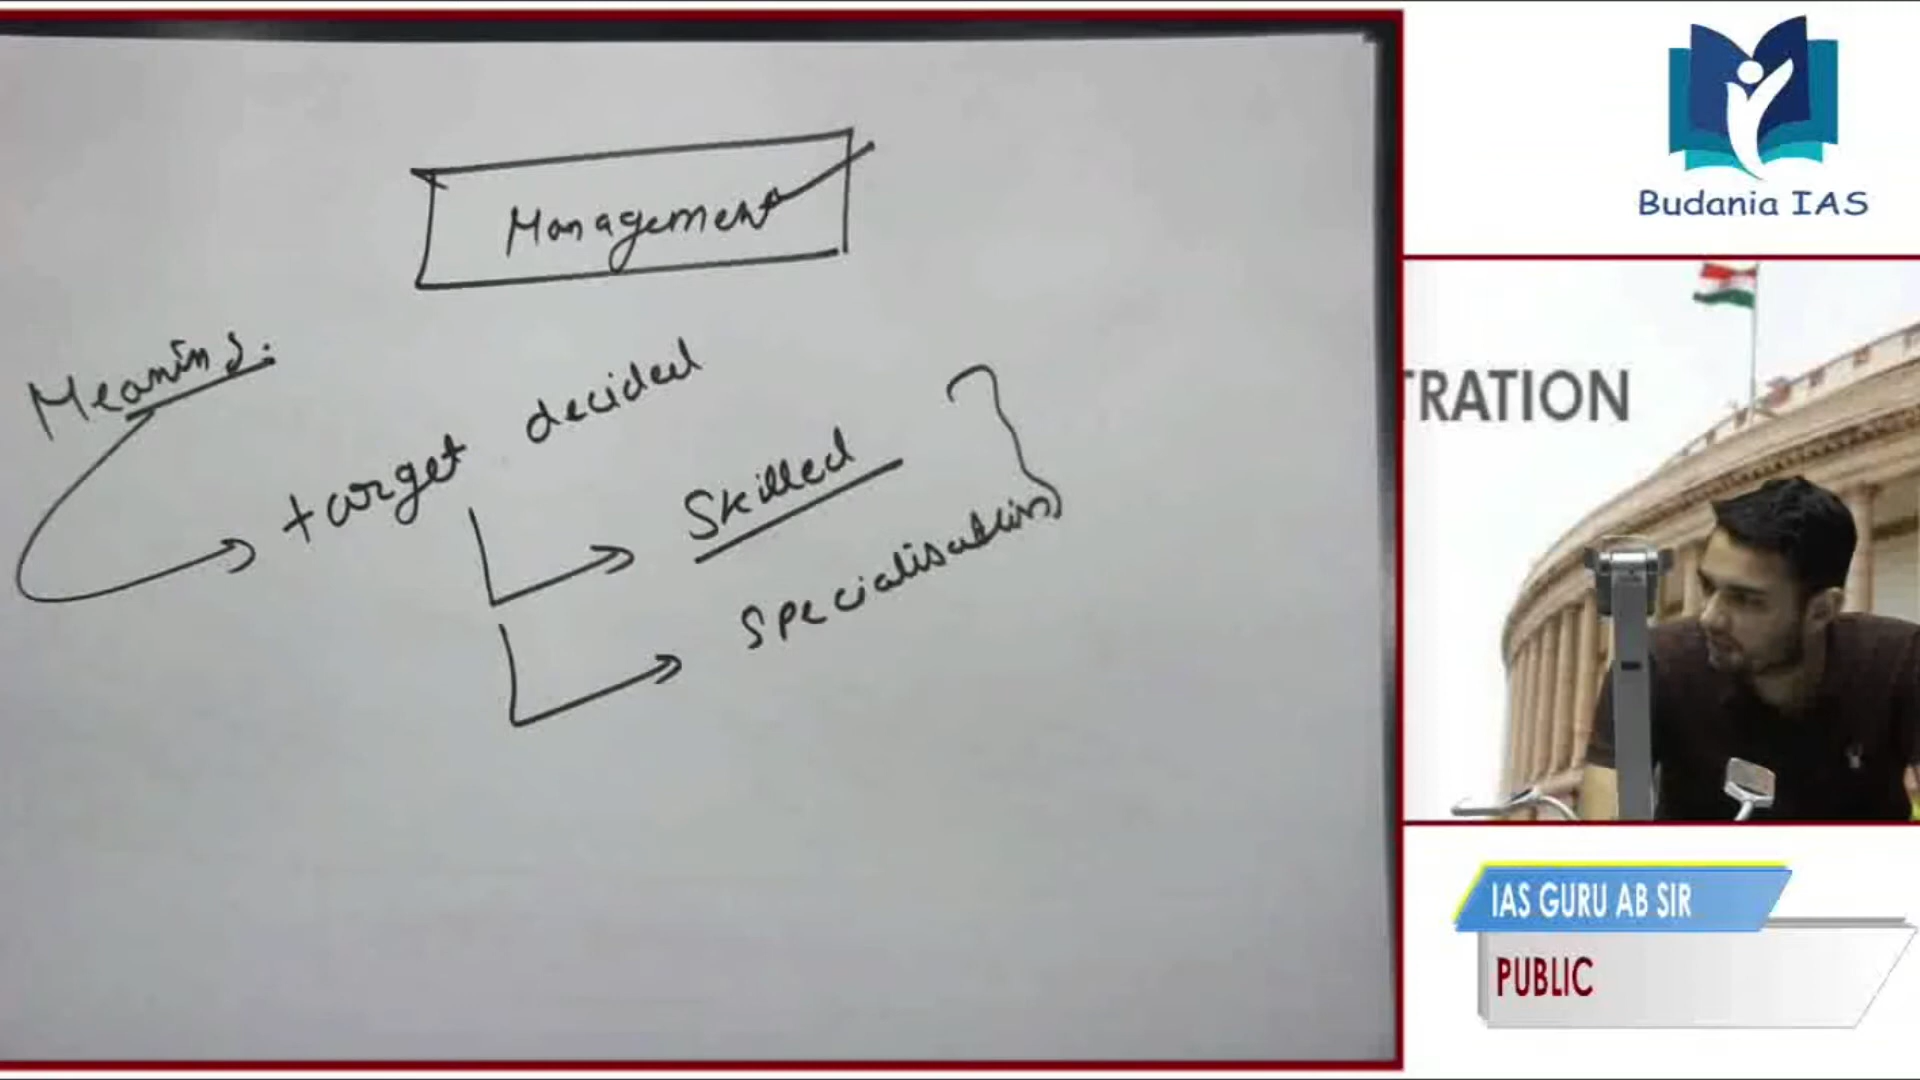 Management
Meaning:
target decided
Skilled
Specialisation
Budania IAS
TRATION
IAS GURU AB SIR
PUBLIC